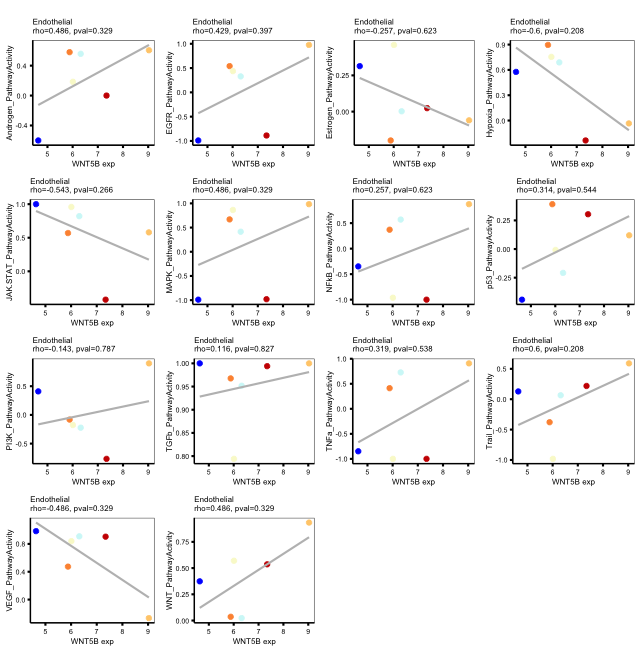 Endothelial
rho=0.486, pval=0.329
Androgen_PathwayActivity
0.4
0.0
-0.4
5 6 7 8 9
WNT5B exp
Endothelial
rho=0.429, pval=0.397
EGFR_PathwayActivity
1.0
0.5
0.0
-0.5
-1.0
5 6 7 8 9
WNT5B exp
Endothelial
rho=-0.257, pval=0.623
Estrogen_PathwayActivity
0.25
0.00
5 6 7 8 9
WNT5B exp
Endothelial
rho=-0.6, pval=0.208
Hypoxia_PathwayActivity
0.9
0.6
0.3
0.0
5 6 7 8 9
WNT5B exp
Endothelial
rho=-0.543, pval=0.266
JAK-STAT_PathwayActivity
1.0
0.5
0.0
5 6 7 8 9
WNT5B exp
Endothelial
rho=0.486, pval=0.329
MAPK_PathwayActivity
1.0
0.5
0.0
-0.5
-1.0
5 6 7 8 9
WNT5B exp
Endothelial
rho=0.257, pval=0.623
NFkB_PathwayActivity
0.5
0.0
-0.5
-1.0
5 6 7 8 9
WNT5B exp
Endothelial
rho=0.314, pval=0.544
p53_PathwayActivity
0.25
0.00
-0.25
5 6 7 8 9
WNT5B exp
Endothelial
rho=-0.143, pval=0.787
PI3K_PathwayActivity
0.5
0.0
-0.5
5 6 7 8 9
WNT5B exp
Endothelial
rho=0.116, pval=0.827
TGFb_PathwayActivity
1.00
0.95
0.90
0.85
0.80
5 6 7 8 9
WNT5B exp
Endothelial
rho=0.319, pval=0.538
TNFa_PathwayActivity
1.0
0.5
0.0
-0.5
-1.0
5 6 7 8 9
WNT5B exp
Endothelial
rho=0.6, pval=0.208
Trail_PathwayActivity
0.5
0.0
-0.5
-1.0
5 6 7 8 9
WNT5B exp
Endothelial
rho=-0.486, pval=0.329
VEGF_PathwayActivity
0.8
0.4
0.0
5 6 7 8 9
WNT5B exp
Endothelial
rho=0.486, pval=0.329
WNT_PathwayActivity
0.9
0.6
0.3
0.0
5 6 7 8 9
WNT5B exp